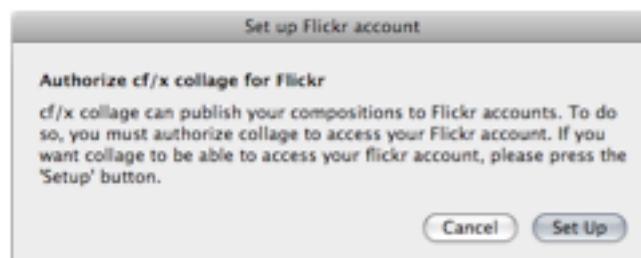 Set up Flickr account
Authorize cf/x collage for Flickr
cf/x collage can publish your compositions to Flickr accounts. To do
so, you must authorize collage to access your Flickr account. If you
want collage to be able to access your flickr account, please press the
'Setup' button.
Cancel Set Up